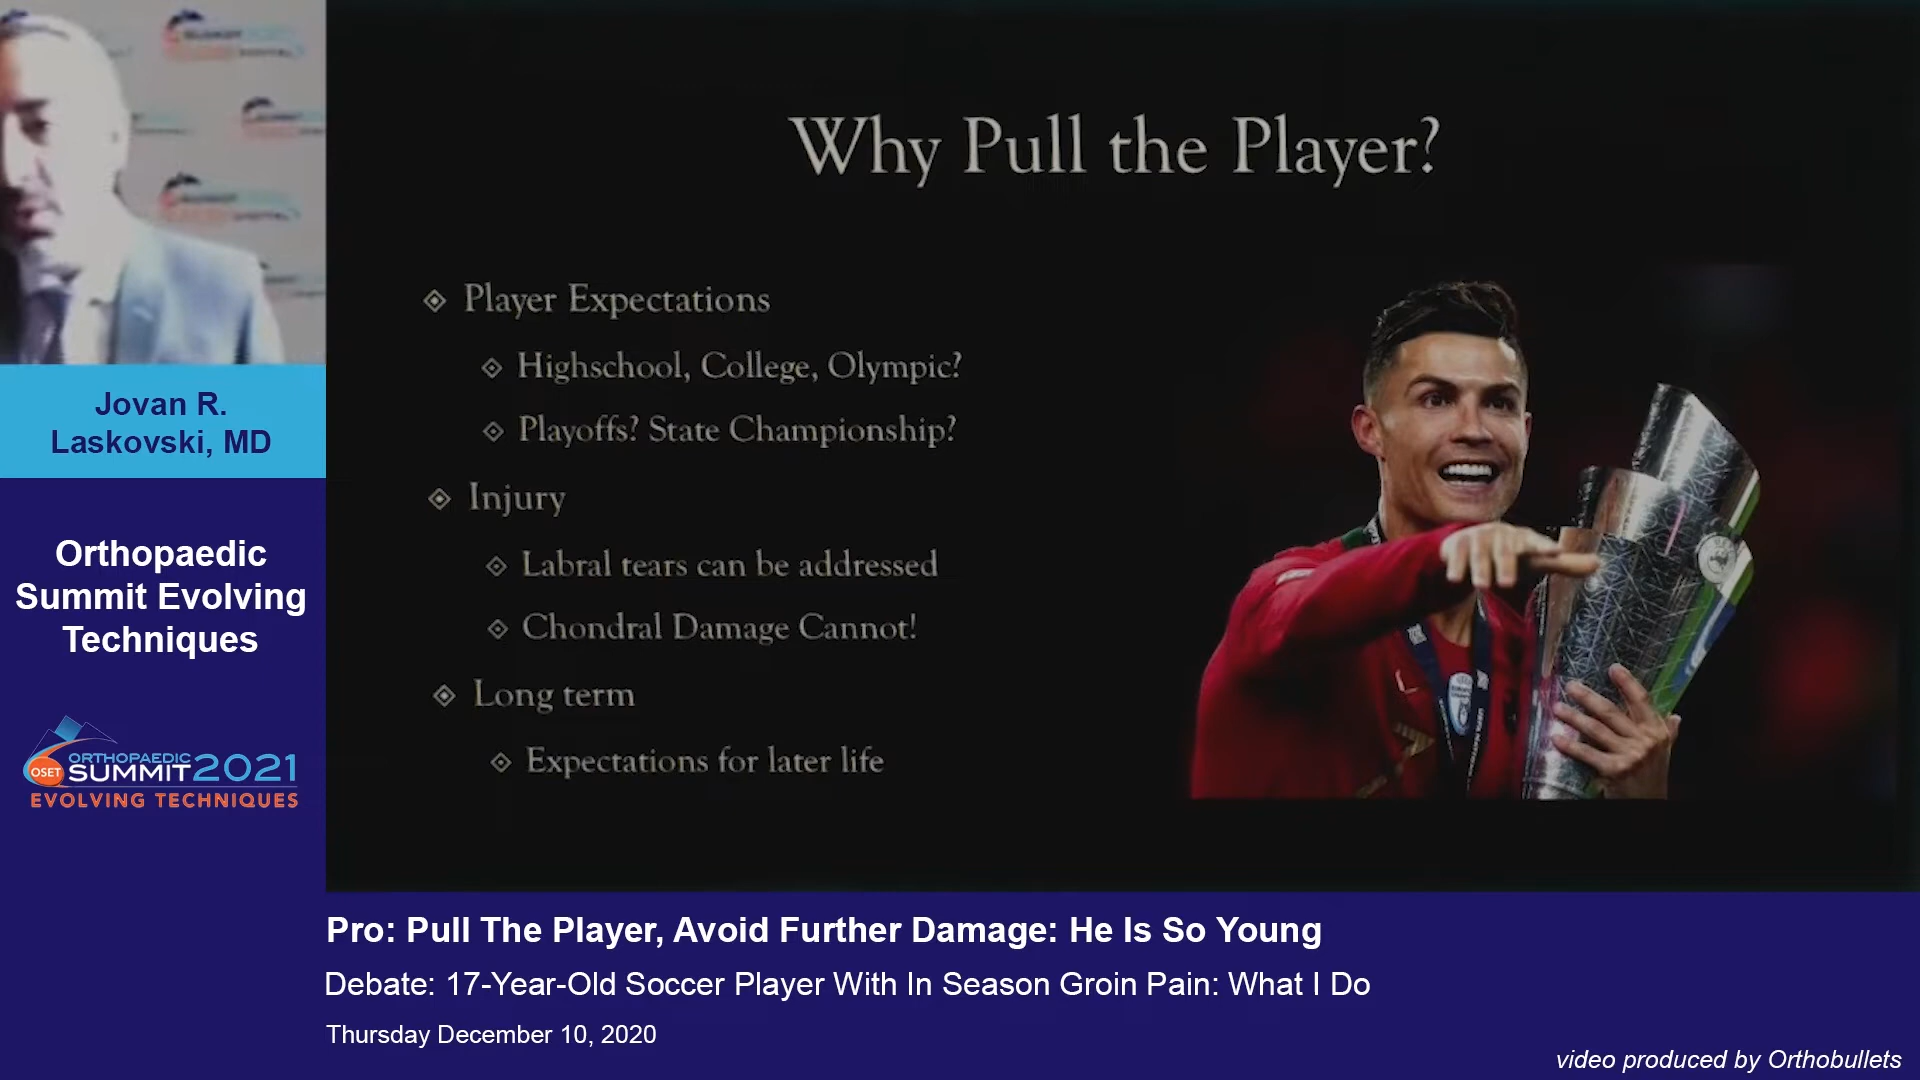 Why Pull the Player?
Player Expectations
Highschool, College, Olympic?
Playoffs? State Championship?
Injury
Labral tears can be addressed
Chondral Damage Cannot!
Long term
Expectations for later life
Jovan R.
Laskovski, MD
Orthopaedic
Summit Evolving
Techniques
OSET
ORTHOPAEDIC
SUMMIT 2021
EVOLVING TECHNIQUES
Pro: Pull The Player, Avoid Further Damage: He Is So Young
Debate: 17-Year-Old Soccer Player With In Season Groin Pain: What I Do
Thursday December 10, 2020
video produced by Orthobullets